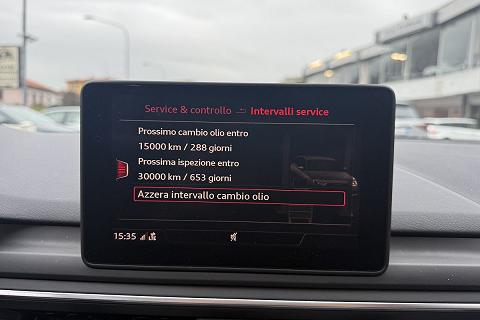 Service & controllo Intervalli service
Prossimo cambio olio entro
15000 km / 288 giorni
Prossima ispezione entro
30000 km / 653 giorni
Azzera intervallo cambio olio
15:35 LTE